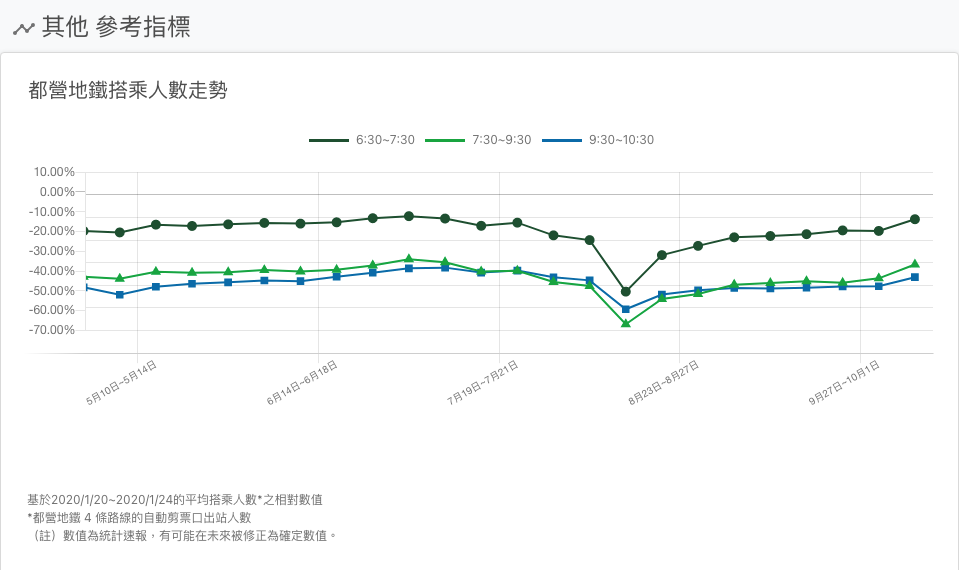 其他 參考指標
都營地鐵搭乘人數走勢
6:30~7:30 7:30~9:30 9:30~10:30
10.00%
0.00%
-10.00%
-20.00%
-30.00%
-40.00%
-50.00%
-60.00%
-70.00%
5月10日~5月14日
6月14日~6月18日
7月19日~7月21日
8月23日~8月27日
9月27日~10月1日
基於2020/1/20~2020/1/24的平均搭乘人數*之相對數值
*都營地鐵 4 條路線的自動剪票口出站人數
（註）數值為統計速報，有可能在未來被修正為確定數值。